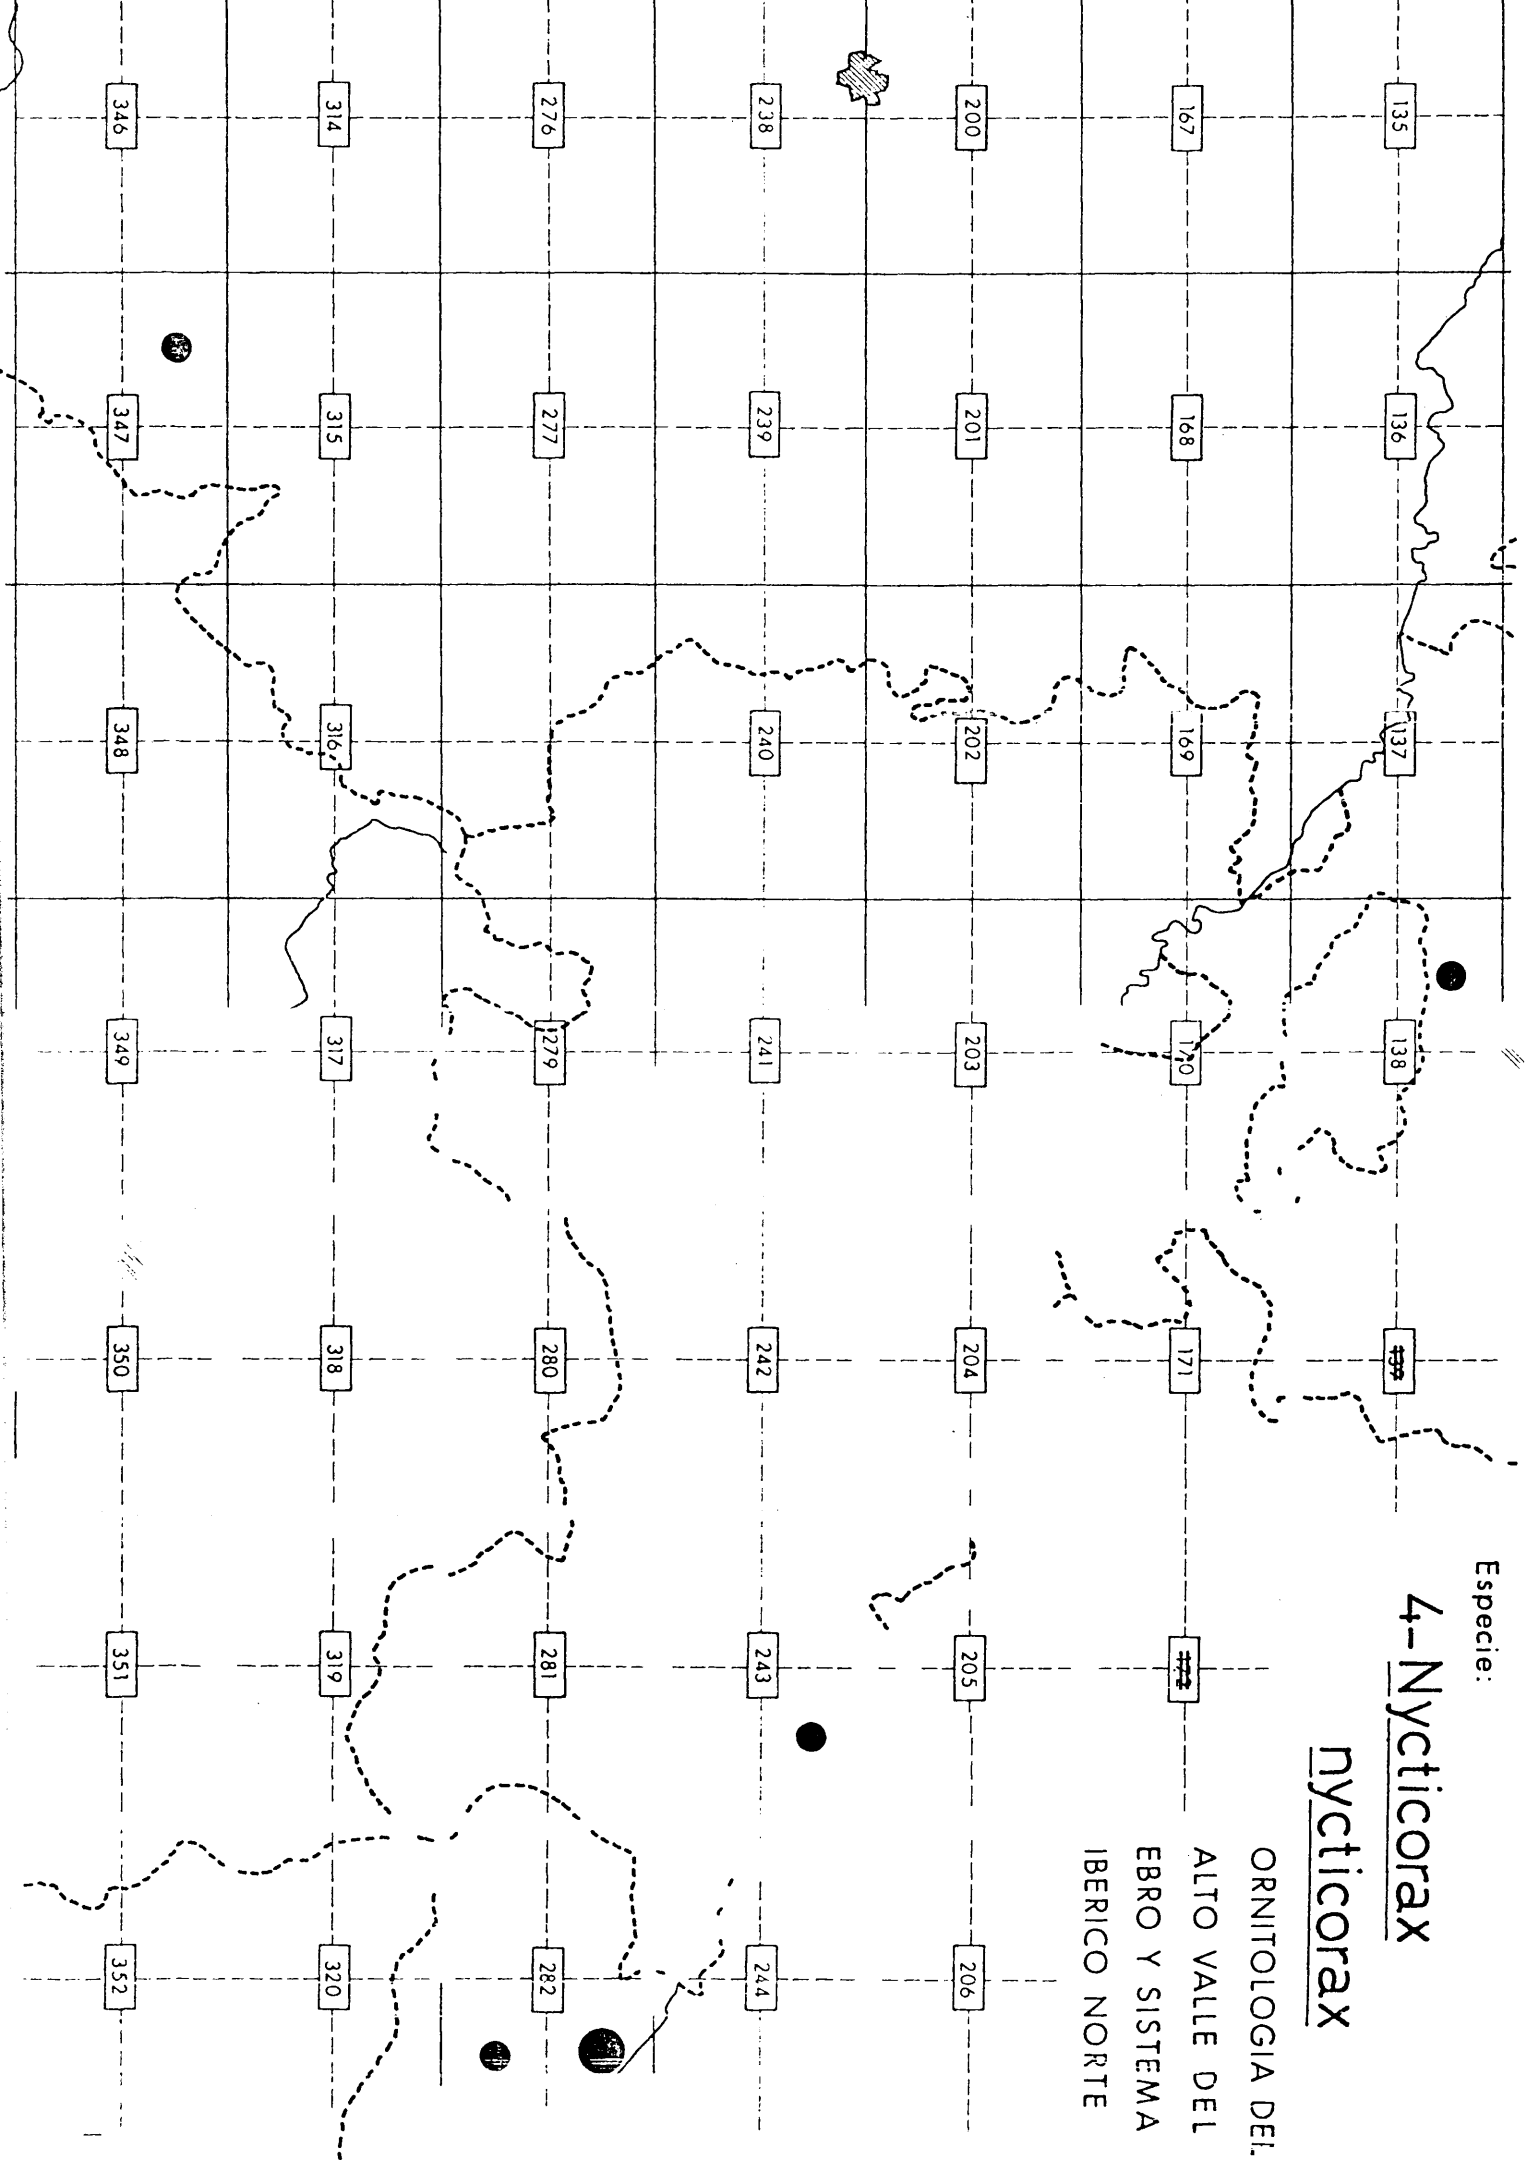 Especie:
4-Nycticorax
nycticorax
ORNITOLOGIA DEL
ALTO VALLE DEL
EBRO Y SISTEMA
IBERICO NORTE
135 136 137 138 139
167 168 169 170 171 172
200 201 202 203 204 205 206
238 239 240 241 242 243 244
276 277 279 280 281 282
314 315 316 317 318 319 320
346 347 348 349 350 351 352